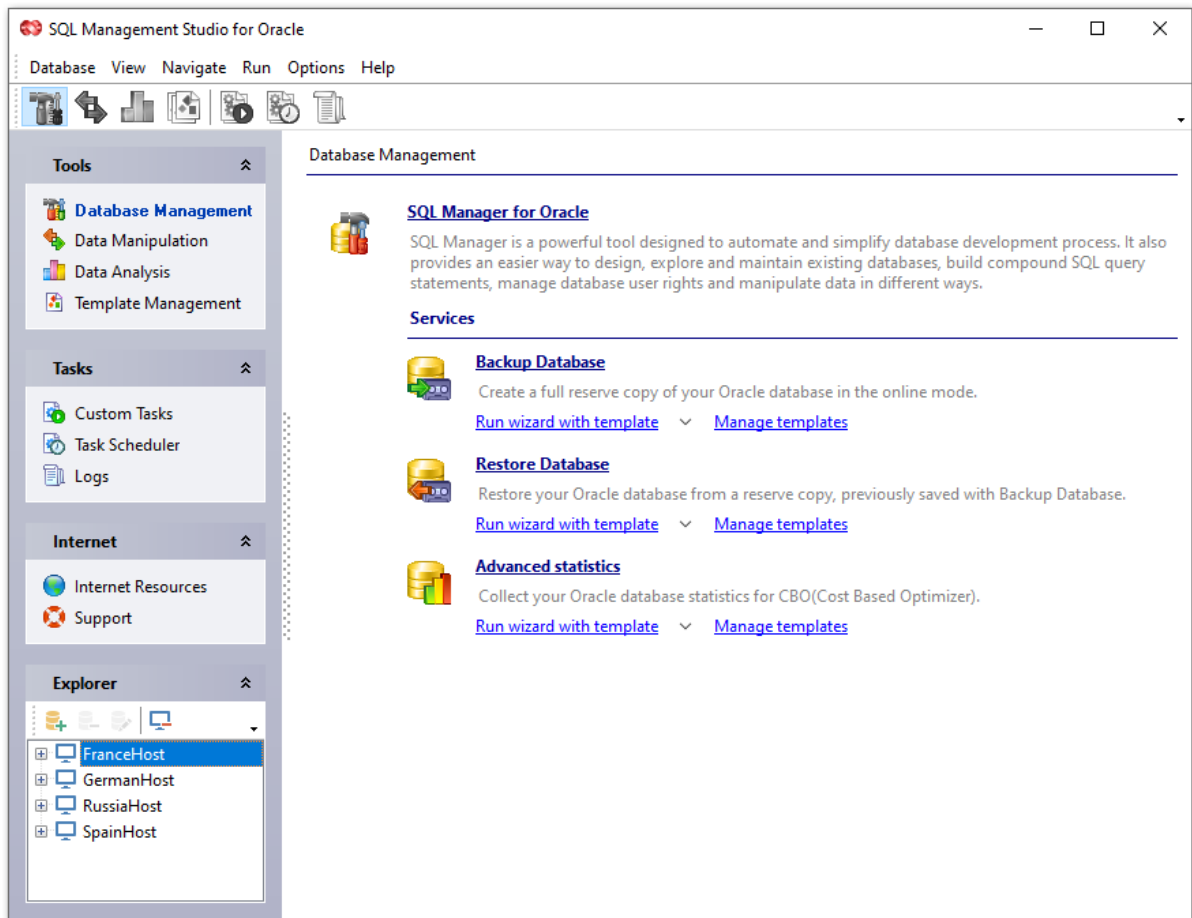 SQL Management Studio for Oracle
Database View Navigate Run Options Help
Tools
Database Management
Data Manipulation
Data Analysis
Template Management
Tasks
Custom Tasks
Task Scheduler
Logs
Internet
Internet Resources
Support
Explorer
FranceHost
GermanHost
RussiaHost
SpainHost
Database Management
SQL Manager for Oracle
SQL Manager is a powerful tool designed to automate and simplify database development process. It also
provides an easier way to design, explore and maintain existing databases, build compound SQL query
statements, manage database user rights and manipulate data in different ways.
Services
Backup Database
Create a full reserve copy of your Oracle database in the online mode.
Run wizard with template Manage templates
Restore Database
Restore your Oracle database from a reserve copy, previously saved with Backup Database.
Run wizard with template Manage templates
Advanced statistics
Collect your Oracle database statistics for CBO(Cost Based Optimizer).
Run wizard with template Manage templates